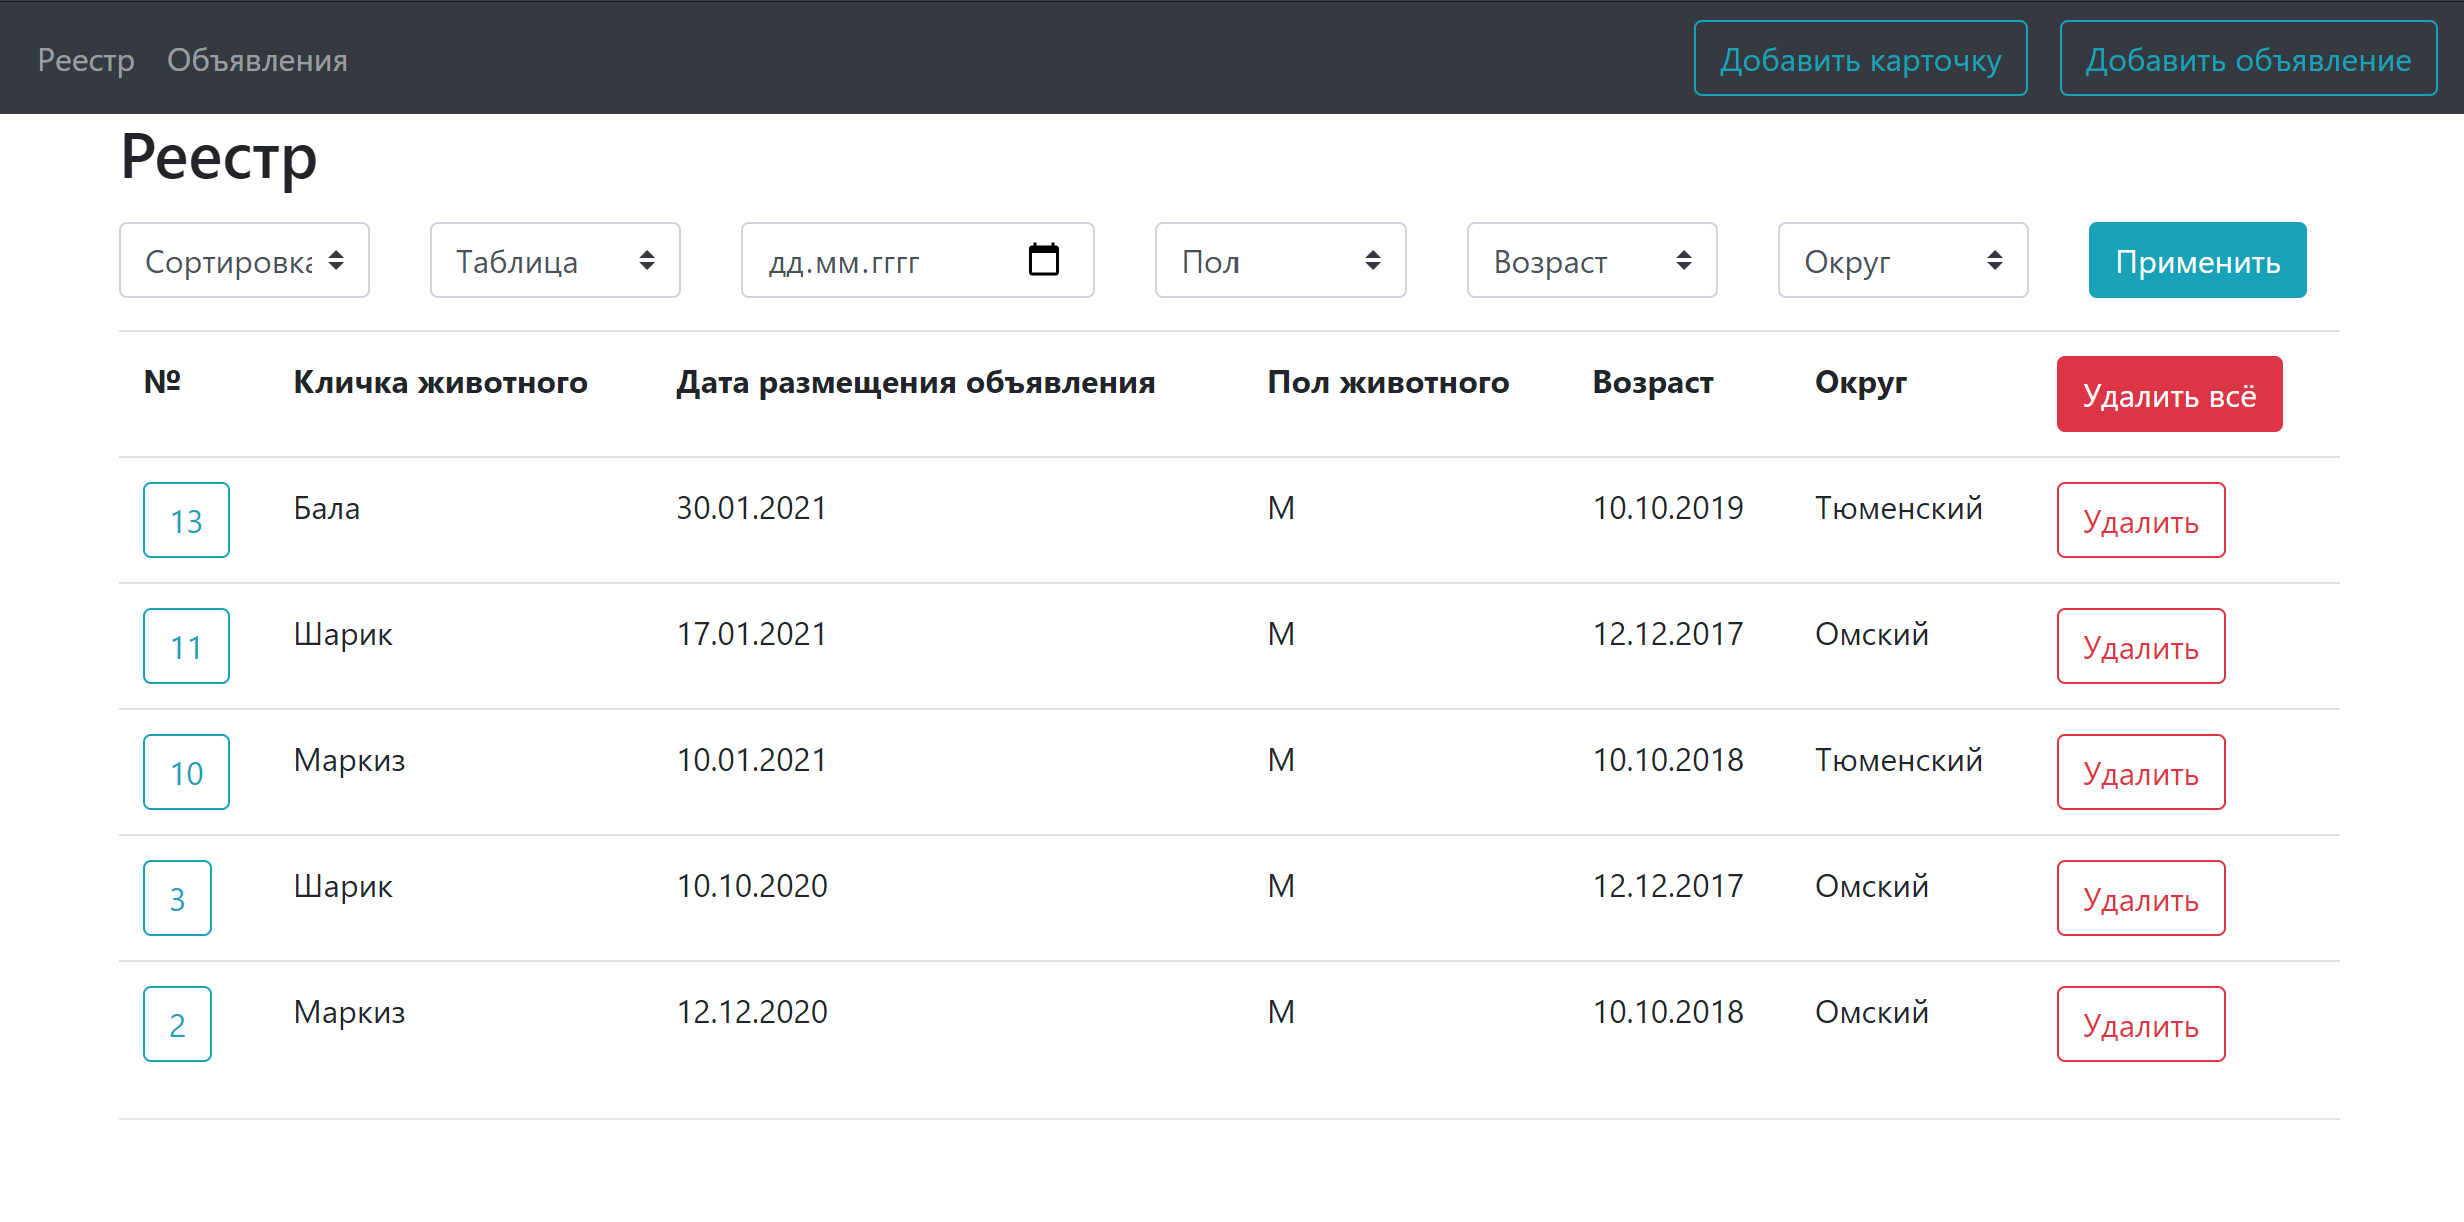 Реестр Объявления Добавить карточку Добавить объявление
Реестр
Сортировка Таблица дд.мм.гггг Пол Возраст Округ Применить
№ Кличка животного Дата размещения объявления Пол животного Возраст Округ Удалить всё
13 Бала 30.01.2021 М 10.10.2019 Тюменский Удалить
11 Шарик 17.01.2021 М 12.12.2017 Омский Удалить
10 Маркиз 10.01.2021 М 10.10.2018 Тюменский Удалить
3 Шарик 10.10.2020 М 12.12.2017 Омский Удалить
2 Маркиз 12.12.2020 М 10.10.2018 Омский Удалить